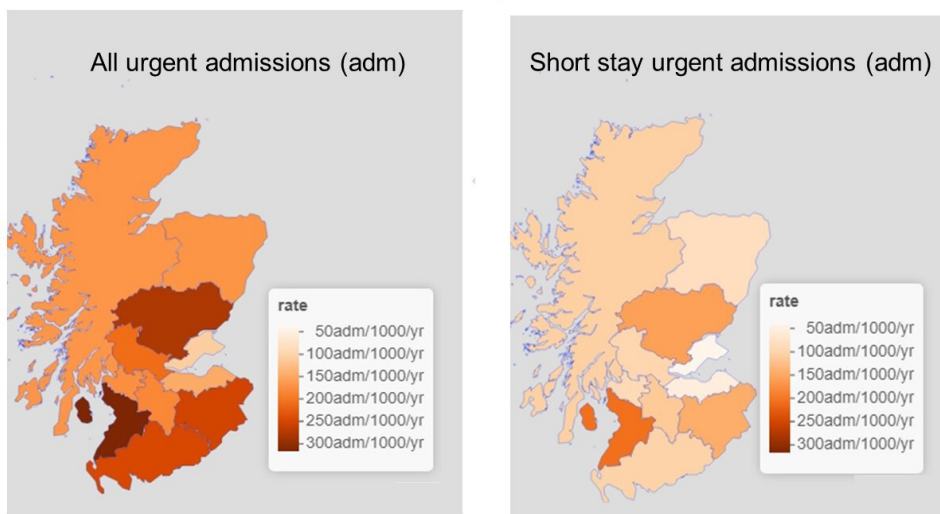 All urgent admissions (adm)
rate
50adm/1000/yr
100adm/1000/yr
150adm/1000/yr
200adm/1000/yr
250adm/1000/yr
300adm/1000/yr
Short stay urgent admissions (adm)
rate
50adm/1000/yr
100adm/1000/yr
150adm/1000/yr
200adm/1000/yr
250adm/1000/yr
300adm/1000/yr